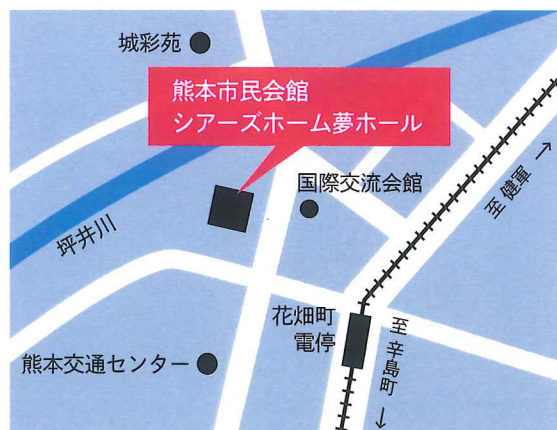 城彩苑
熊本市民会館
シアーズホーム夢ホール
国際交流会館
坪井川
至 健軍 →
花畑町
電停
至 辛島町 →
熊本交通センター